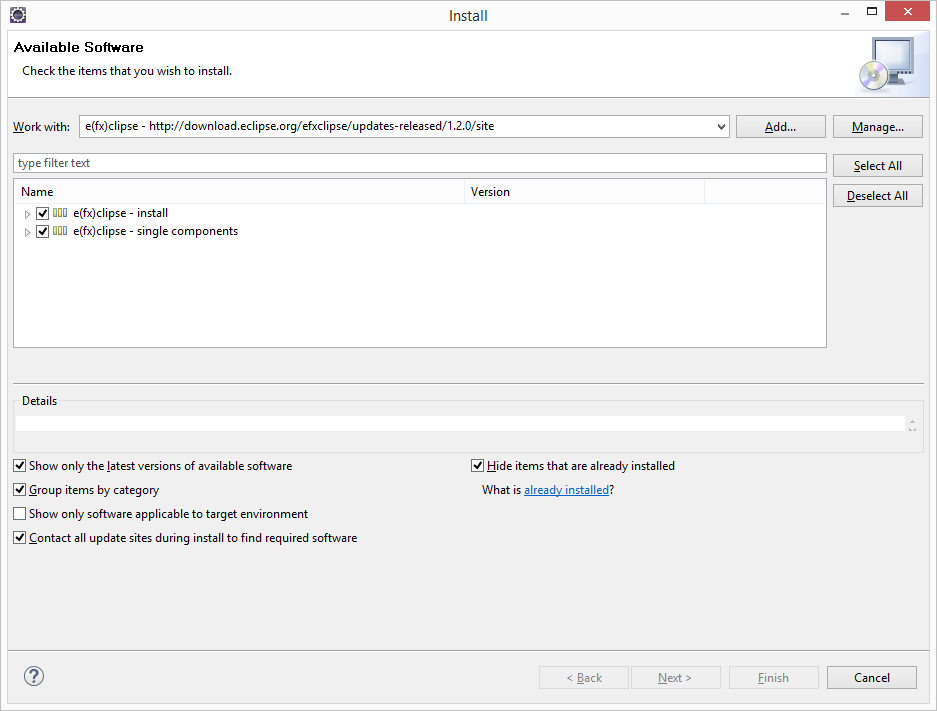 Install
Available Software
Check the items that you wish to install.
Work with: e(fx)clipse - http://download.eclipse.org/efxclipse/updates-released/1.2.0/site Add... Manage...
type filter text Select All
Name Version
Deselect All
e(fx)clipse - install
e(fx)clipse - single components
Details
Show only the latest versions of available software Hide items that are already installed
Group items by category What is already installed?
Show only software applicable to target environment
Contact all update sites during install to find required software
? < Back Next > Finish Cancel